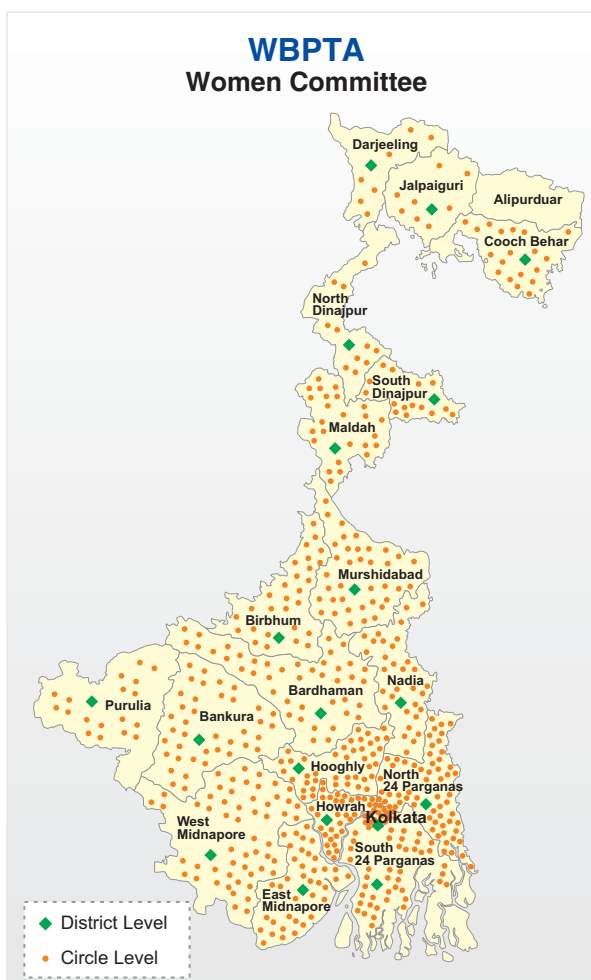 WBPTA
Women Committee
Darjeeling
Jalpaiguri
Alipurduar
Cooch Behar
North
Dinajpur
South
Dinajpur
Maldah
Murshidabad
Birbhum
Nadia
Bardhaman
Purulia
Bankura
Hooghly
North
24 Parganas
Howrah
Kolkata
West
Midnapore
South
24 Parganas
East
Midnapore
District Level
Circle Level